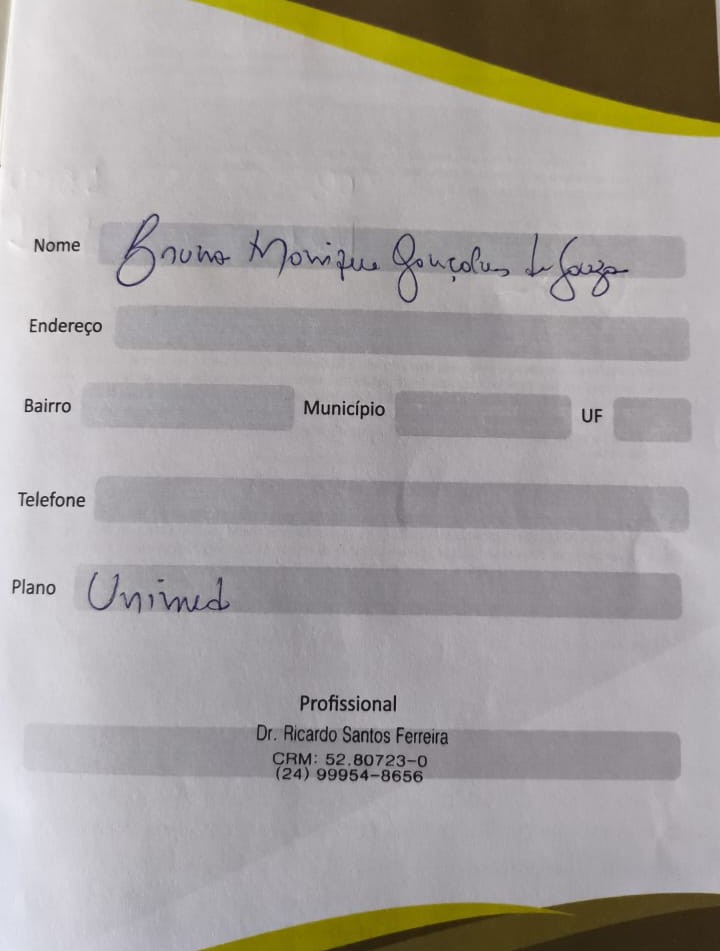 Nome Bruna Monique Gonçalves de Souza
Endereço
Bairro Município UF
Telefone
Plano Unimed
Profissional
Dr. Ricardo Santos Ferreira
CRM: 52.80723-0
(24) 99954-8656